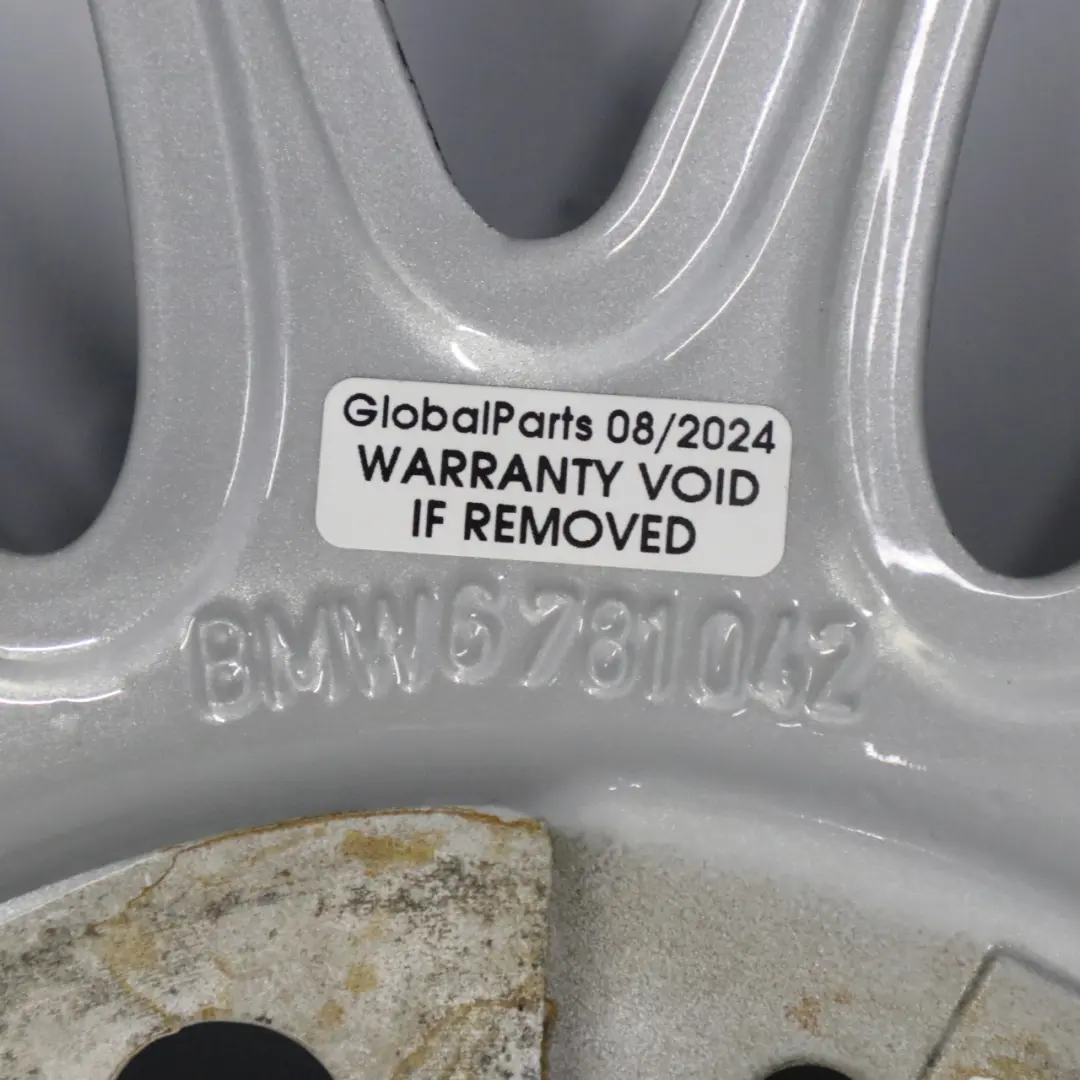 GlobalParts 08/2024
WARRANTY VOID
IF REMOVED
BMW 6781042